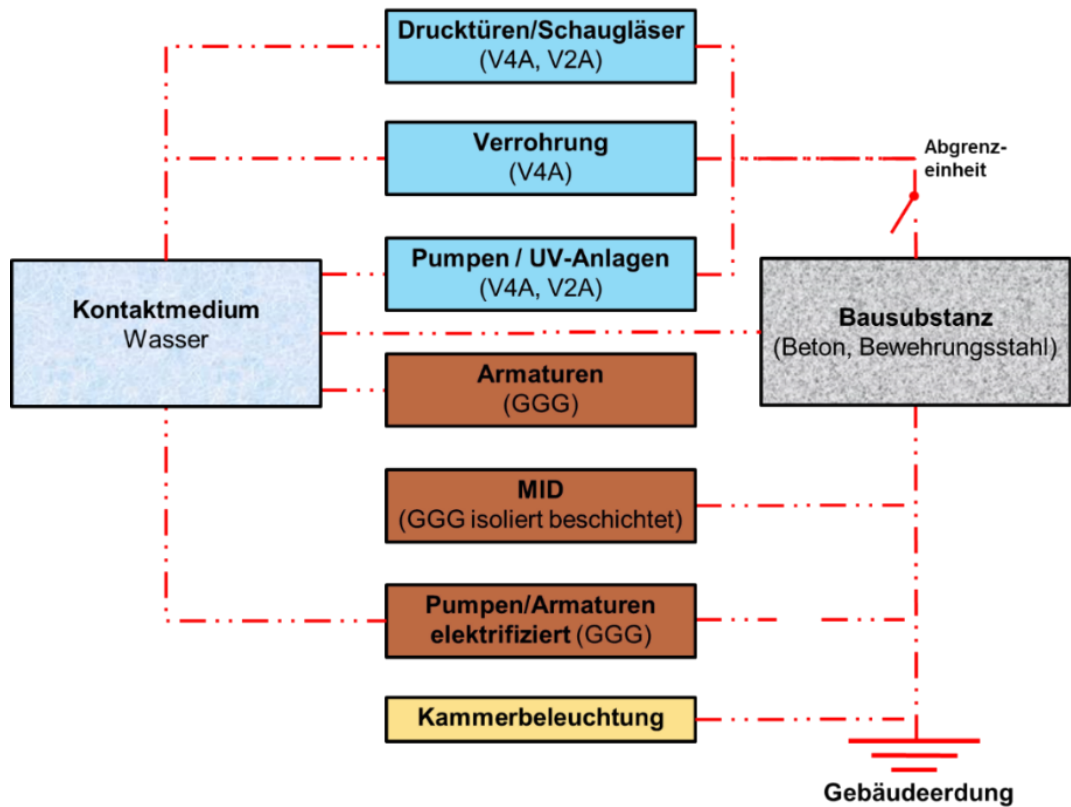 Drucktüren/Schaugläser
(V4A, V2A)
Verrohrung
(V4A)
Abgrenz-
einheit
Pumpen / UV-Anlagen
(V4A, V2A)
Kontaktmedium
Wasser
Bausubstanz
(Beton, Bewehrungsstahl)
Armaturen
(GGG)
MID
(GGG isoliert beschichtet)
Pumpen/Armaturen
elektrifiziert (GGG)
Kammerbeleuchtung
Gebäudeerdung